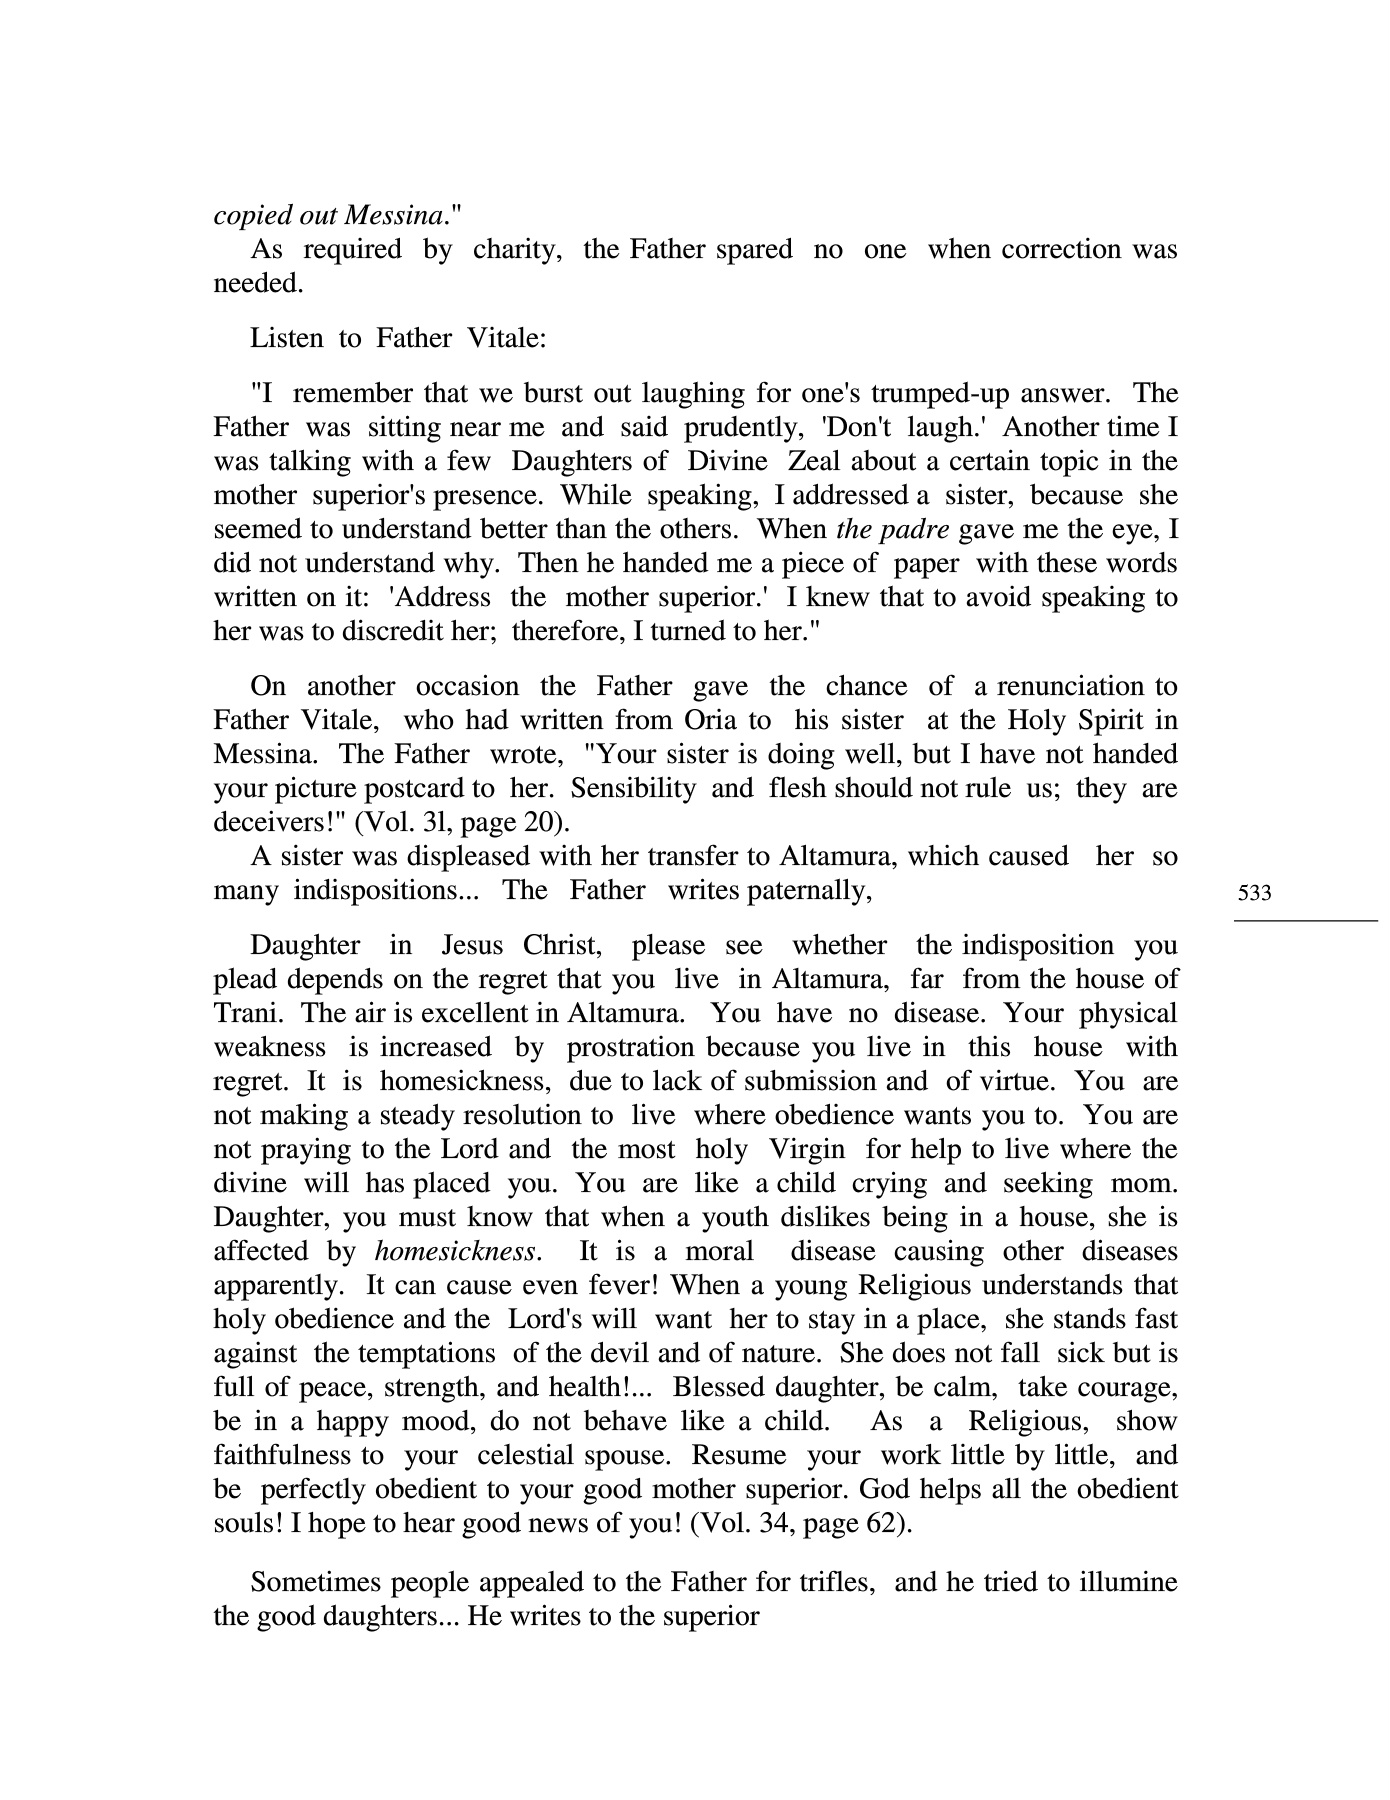 copied out Messina."
As required by charity, the Father spared no one when correction was
needed.
Listen to Father Vitale:
"I remember that we burst out laughing for one's trumped-up answer. The
Father was sitting near me and said prudently, 'Don't laugh.' Another time I
was talking with a few Daughters of Divine Zeal about a certain topic in the
mother superior's presence. While speaking, I addressed a sister, because she
seemed to understand better than the others. When the padre gave me the eye, I
did not understand why. Then he handed me a piece of paper with these words
written on it: 'Address the mother superior.' I knew that to avoid speaking to
her was to discredit her; therefore, I turned to her."
On another occasion the Father gave the chance of a renunciation to
Father Vitale, who had written from Oria to his sister at the Holy Spirit in
Messina. The Father wrote, "Your sister is doing well, but I have not handed
your picture postcard to her. Sensibility and flesh should not rule us; they are
deceivers!" (Vol. 3l, page 20).
A sister was displeased with her transfer to Altamura, which caused her so
many indispositions... The Father writes paternally,
533
Daughter in Jesus Christ, please see whether the indisposition you
plead depends on the regret that you live in Altamura, far from the house of
Trani. The air is excellent in Altamura. You have no disease. Your physical
weakness is increased by prostration because you live in this house with
regret. It is homesickness, due to lack of submission and of virtue. You are
not making a steady resolution to live where obedience wants you to. You are
not praying to the Lord and the most holy Virgin for help to live where the
divine will has placed you. You are like a child crying and seeking mom.
Daughter, you must know that when a youth dislikes being in a house, she is
affected by homesickness. It is a moral disease causing other diseases
apparently. It can cause even fever! When a young Religious understands that
holy obedience and the Lord's will want her to stay in a place, she stands fast
against the temptations of the devil and of nature. She does not fall sick but is
full of peace, strength, and health!... Blessed daughter, be calm, take courage,
be in a happy mood, do not behave like a child. As a Religious, show
faithfulness to your celestial spouse. Resume your work little by little, and
be perfectly obedient to your good mother superior. God helps all the obedient
souls! I hope to hear good news of you! (Vol. 34, page 62).
Sometimes people appealed to the Father for trifles, and he tried to illumine
the good daughters... He writes to the superior